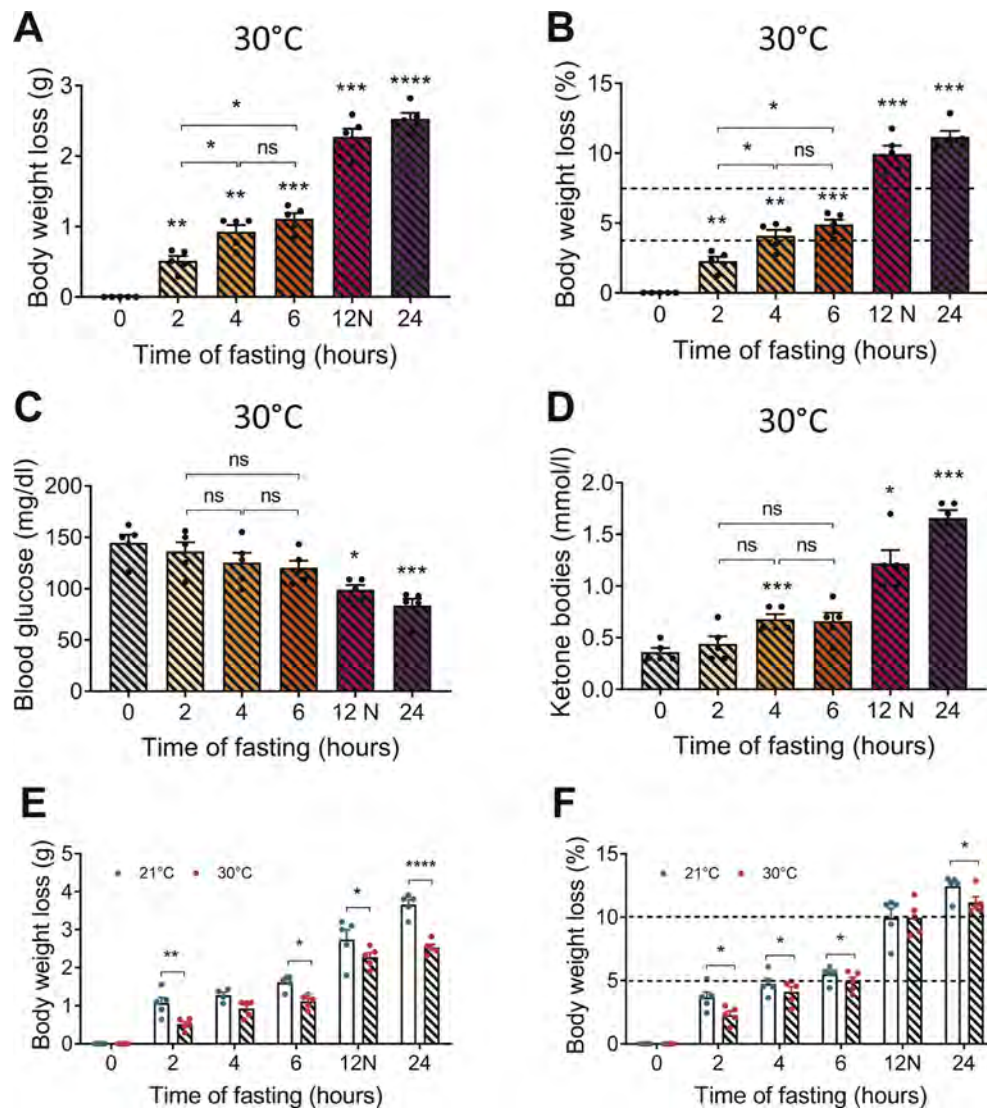 A
30°C
Body weight loss (g)
3
2
1
0
** ** *** *** ****
* ns
*
0 2 4 6 12N 24
Time of fasting (hours)
B
30°C
Body weight loss (%)
15
10
5
0
** ** *** *** ***
* ns
*
0 2 4 6 12 N 24
Time of fasting (hours)
C
30°C
Blood glucose (mg/dl)
200
150
100
50
0
ns
ns ns
* ***
0 2 4 6 12 N 24
Time of fasting (hours)
D
30°C
Ketone bodies (mmol/l)
2.0
1.5
1.0
0.5
0.0
ns
ns ns
*** * ***
0 2 4 6 12 N 24
Time of fasting (hours)
E
Body weight loss (g)
5
4
3
2
1
0
21°C 30°C
** * * ****
0 2 4 6 12N 24
Time of fasting (hours)
F
Body weight loss (%)
15
10
5
0
21°C 30°C
* * * *
0 2 4 6 12N 24
Time of fasting (hours)